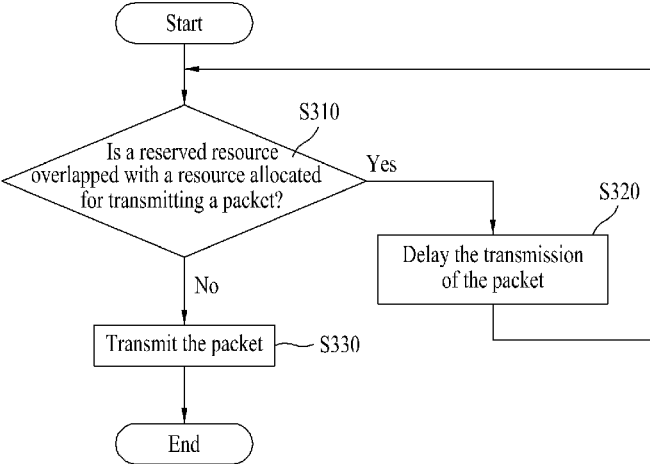 Start
S310
Is a reserved resource
overlapped with a resource allocated
for transmitting a packet?
Yes
S320
Delay the transmission
of the packet
No
Transmit the packet
S330
End